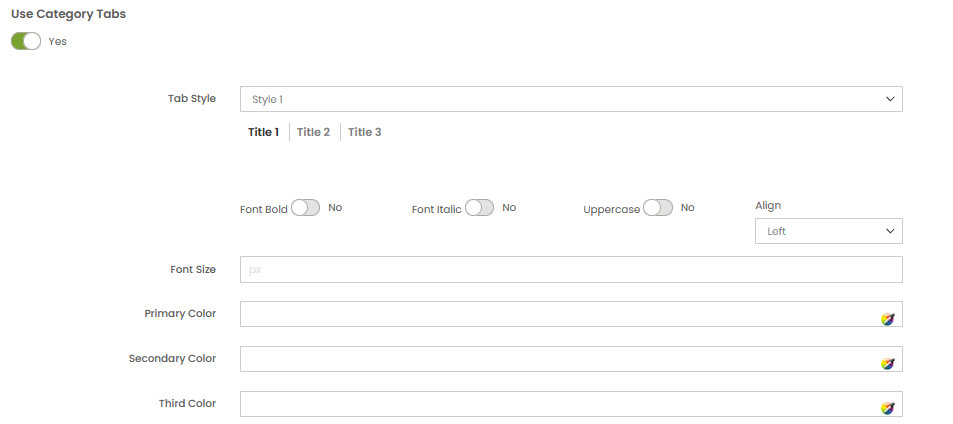 Use Category Tabs
Yes
Tab Style
Style 1
Title 1 Title 2 Title 3
Font Bold No Font Italic No Uppercase No Align
Left
Font Size px
Primary Color
Secondary Color
Third Color